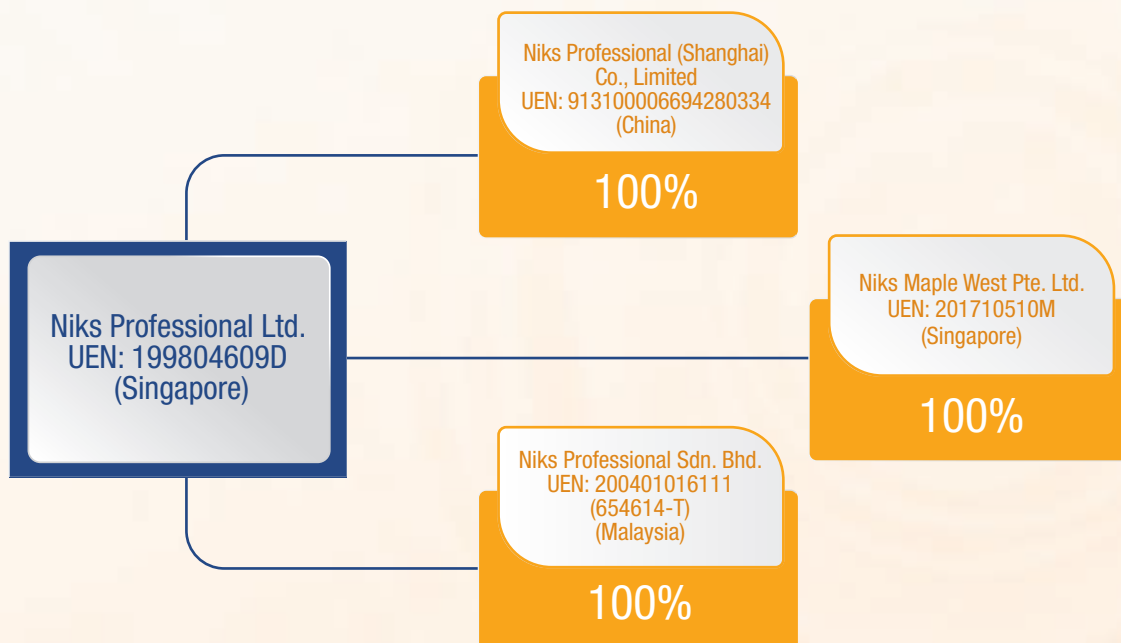 Niks Professional (Shanghai)
Co., Limited
UEN: 913100006694280334
(China)
100%
Niks Professional Ltd.
UEN: 199804609D
(Singapore)
Niks Maple West Pte. Ltd.
UEN: 201710510M
(Singapore)
100%
Niks Professional Sdn. Bhd.
UEN: 200401016111
(654614-T)
(Malaysia)
100%